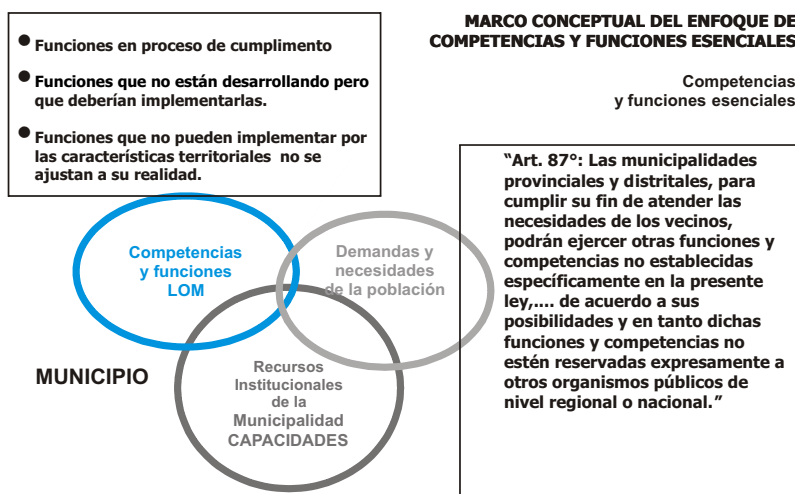 MARCO CONCEPTUAL DEL ENFOQUE DE
COMPETENCIAS Y FUNCIONES ESENCIALES
Competencias
y funciones esenciales
● Funciones en proceso de cumplimento
● Funciones que no están desarrollando pero
que deberían implementarlas.
● Funciones que no pueden implementar por
las características territoriales no se
ajustan a su realidad.
Competencias
y funciones
LOM
Demandas y
necesidades
de la población
Recursos
Institucionales
de la
Municipalidad
CAPACIDADES
MUNICIPIO
“Art. 87°: Las municipalidades
provinciales y distritales, para
cumplir su fin de atender las
necesidades de los vecinos,
podrán ejercer otras funciones y
competencias no establecidas
específicamente en la presente
ley,.... de acuerdo a sus
posibilidades y en tanto dichas
funciones y competencias no
estén reservadas expresamente a
otros organismos públicos de
nivel regional o nacional.”